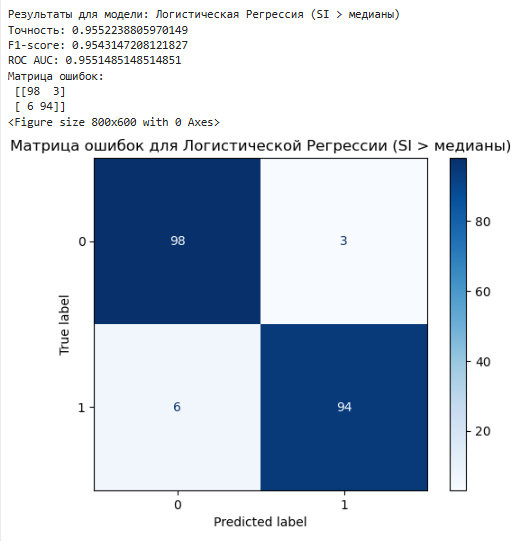 Результаты для модели: Логистическая Регрессия (SI > медианы)
Точность: 0.9552238805970149
F1-score: 0.9543147208121827
ROC AUC: 0.9551485148514851
Матрица ошибок:
[[98 3]
[ 6 94]]
<Figure size 800x600 with 0 Axes>
Матрица ошибок для Логистической Регрессии (SI > медианы)
0
98
3
1
6
94
0
1
True label
Predicted label
80
60
40
20